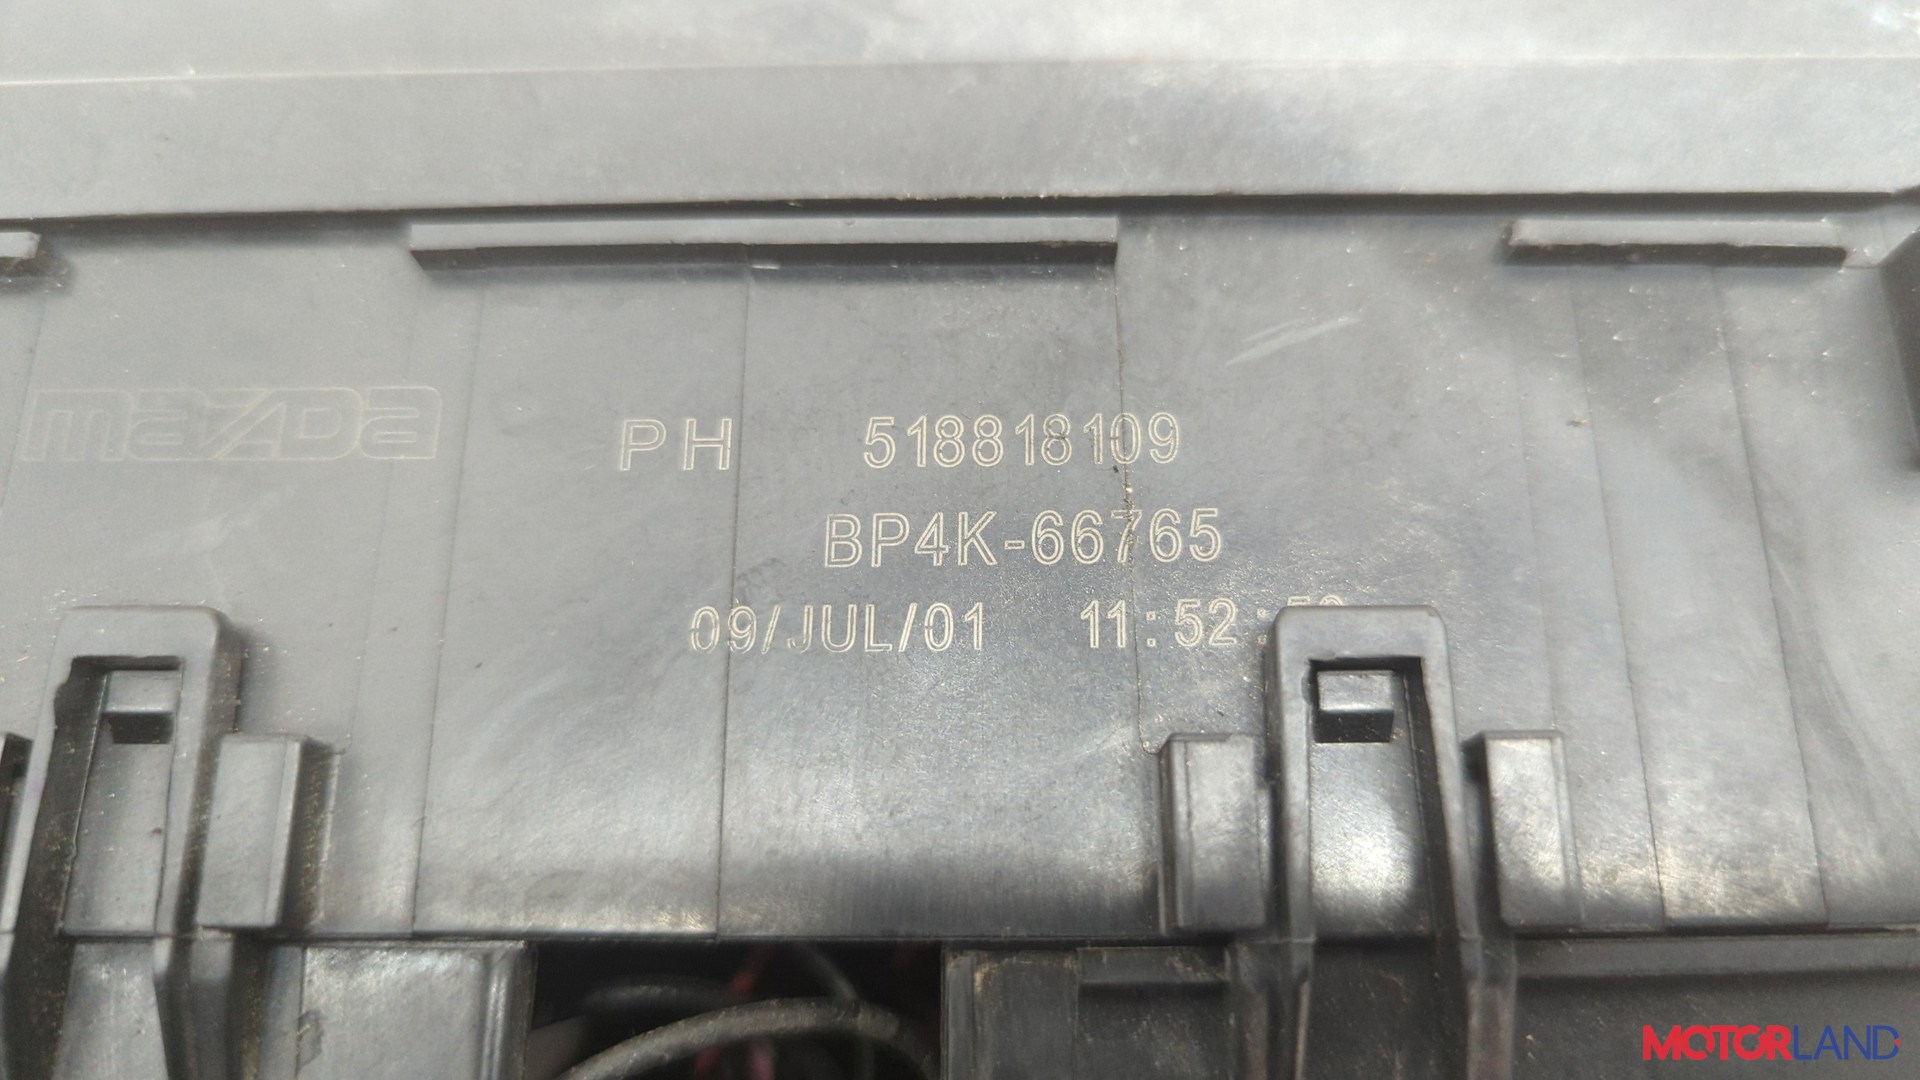 mazda
PH 518818109
BP4K-66765
09/JUL/01 11:52:
MOTORLAND